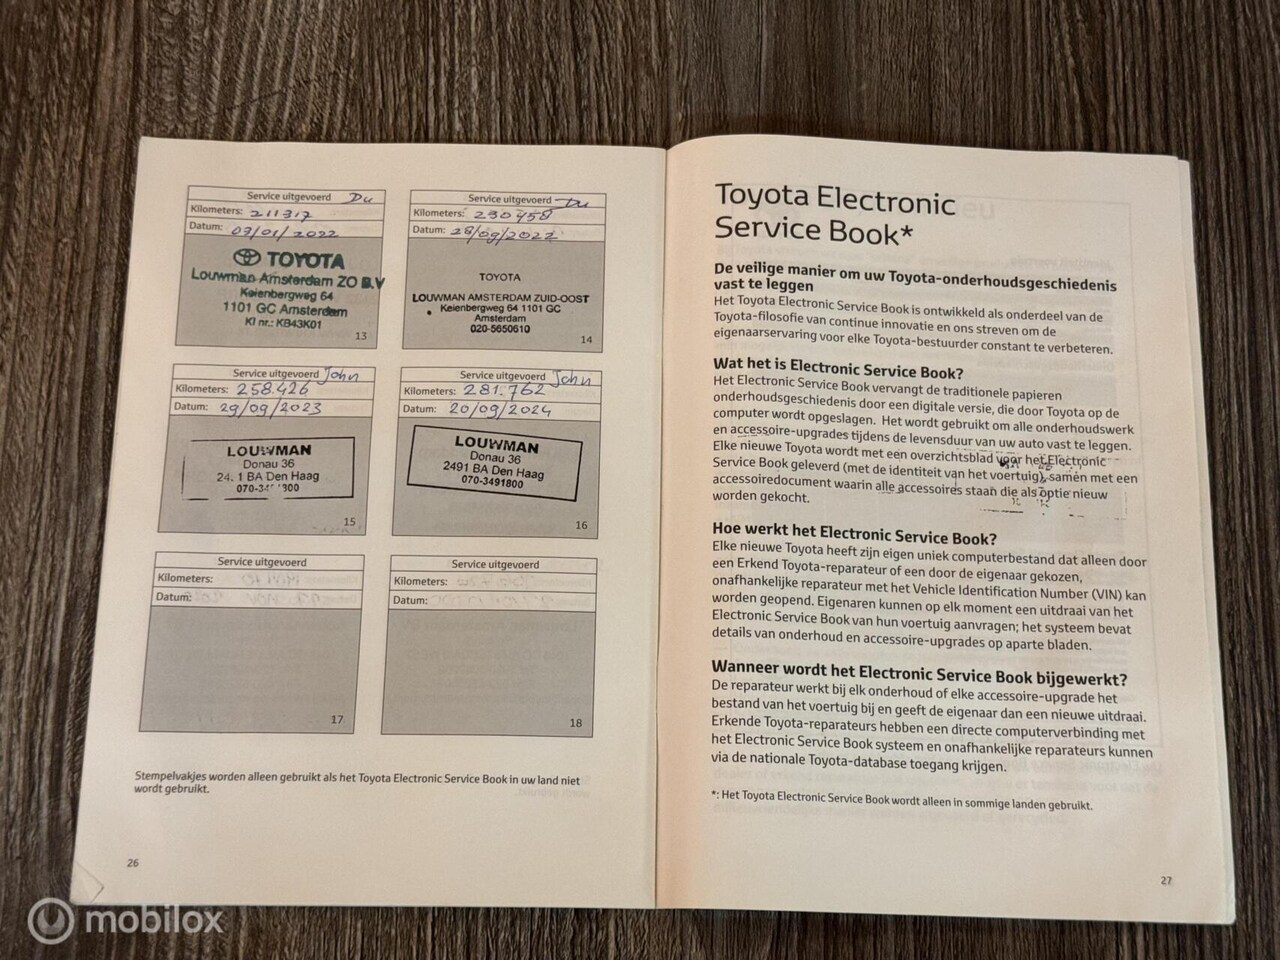 Service uitgevoerd Du
Kilometers: 211317
Datum: 03/01/2022
TOYOTA
Louwman Amsterdam ZO B.V
Keienbergweg 64
1101 GC Amsterdam
Kl nr.: KB43K01
13
Service uitgevoerd Du
Kilometers: 230458
Datum: 28/09/2022
TOYOTA
LOUWMAN AMSTERDAM ZUID-OOST
Keienbergweg 64 1101 GC
Amsterdam
020-5650610
14
Service uitgevoerd John
Kilometers: 258.426
Datum: 29/09/2023
LOUWMAN
Donau 36
BA Den Haag
15
Service uitgevoerd John
Kilometers: 281.762
Datum: 20/09/2024
LOUWMAN
Donau 36
2491 BA Den Haag
070-3491800
16
Service uitgevoerd
Kilometers:
Datum:
17
Service uitgevoerd
Kilometers:
Datum:
18
Stempelvakjes worden alleen gebruikt als het Toyota Electronic Service Book in uw land niet
wordt gebruikt.
26
Toyota Electronic
Service Book*
De veilige manier om uw Toyota-onderhoudsgeschiedenis
vast te leggen
Het Toyota Electronic Service Book is ontwikkeld als onderdeel van de
Toyota-filosofie van continue innovatie en ons streven om de
eigenaarservaring voor elke Toyota-bestuurder constant te verbeteren.
Wat het is Electronic Service Book?
Het Electronic Service Book vervangt de traditionele papieren
onderhoudsgeschiedenis door een digitale versie, die door Toyota op de
computer wordt opgeslagen. Het wordt gebruikt om alle onderhoudswerk
en accessoire-upgrades tijdens de levensduur van uw auto vast te leggen.
Elke nieuwe Toyota wordt met een overzichtsblad voor het Electronic
Service Book geleverd (met de identiteit van het voertuig), samen met een
accessoiredocument waarin alle accessoires staan die als optie nieuw
worden gekocht.
Hoe werkt het Electronic Service Book?
Elke nieuwe Toyota heeft zijn eigen uniek computerbestand dat alleen door
een Erkend Toyota-reparateur of een door de eigenaar gekozen,
onafhankelijke reparateur met het Vehicle Identification Number (VIN) kan
worden geopend. Eigenaren kunnen op elk moment een uitdraai van het
Electronic Service Book van hun voertuig aanvragen; het systeem bevat
details van onderhoud en accessoire-upgrades op aparte bladen.
Wanneer wordt het Electronic Service Book bijgewerkt?
De reparateur werkt bij elk onderhoud of elke accessoire-upgrade het
bestand van het voertuig bij en geeft de eigenaar dan een nieuwe uitdraai.
Erkende Toyota-reparateurs hebben een directe computerverbinding met
het Electronic Service Book systeem en onafhankelijke reparateurs kunnen
via de nationale Toyota-database toegang krijgen.
*: Het Toyota Electronic Service Book wordt alleen in sommige landen gebruikt.
27
mobilox